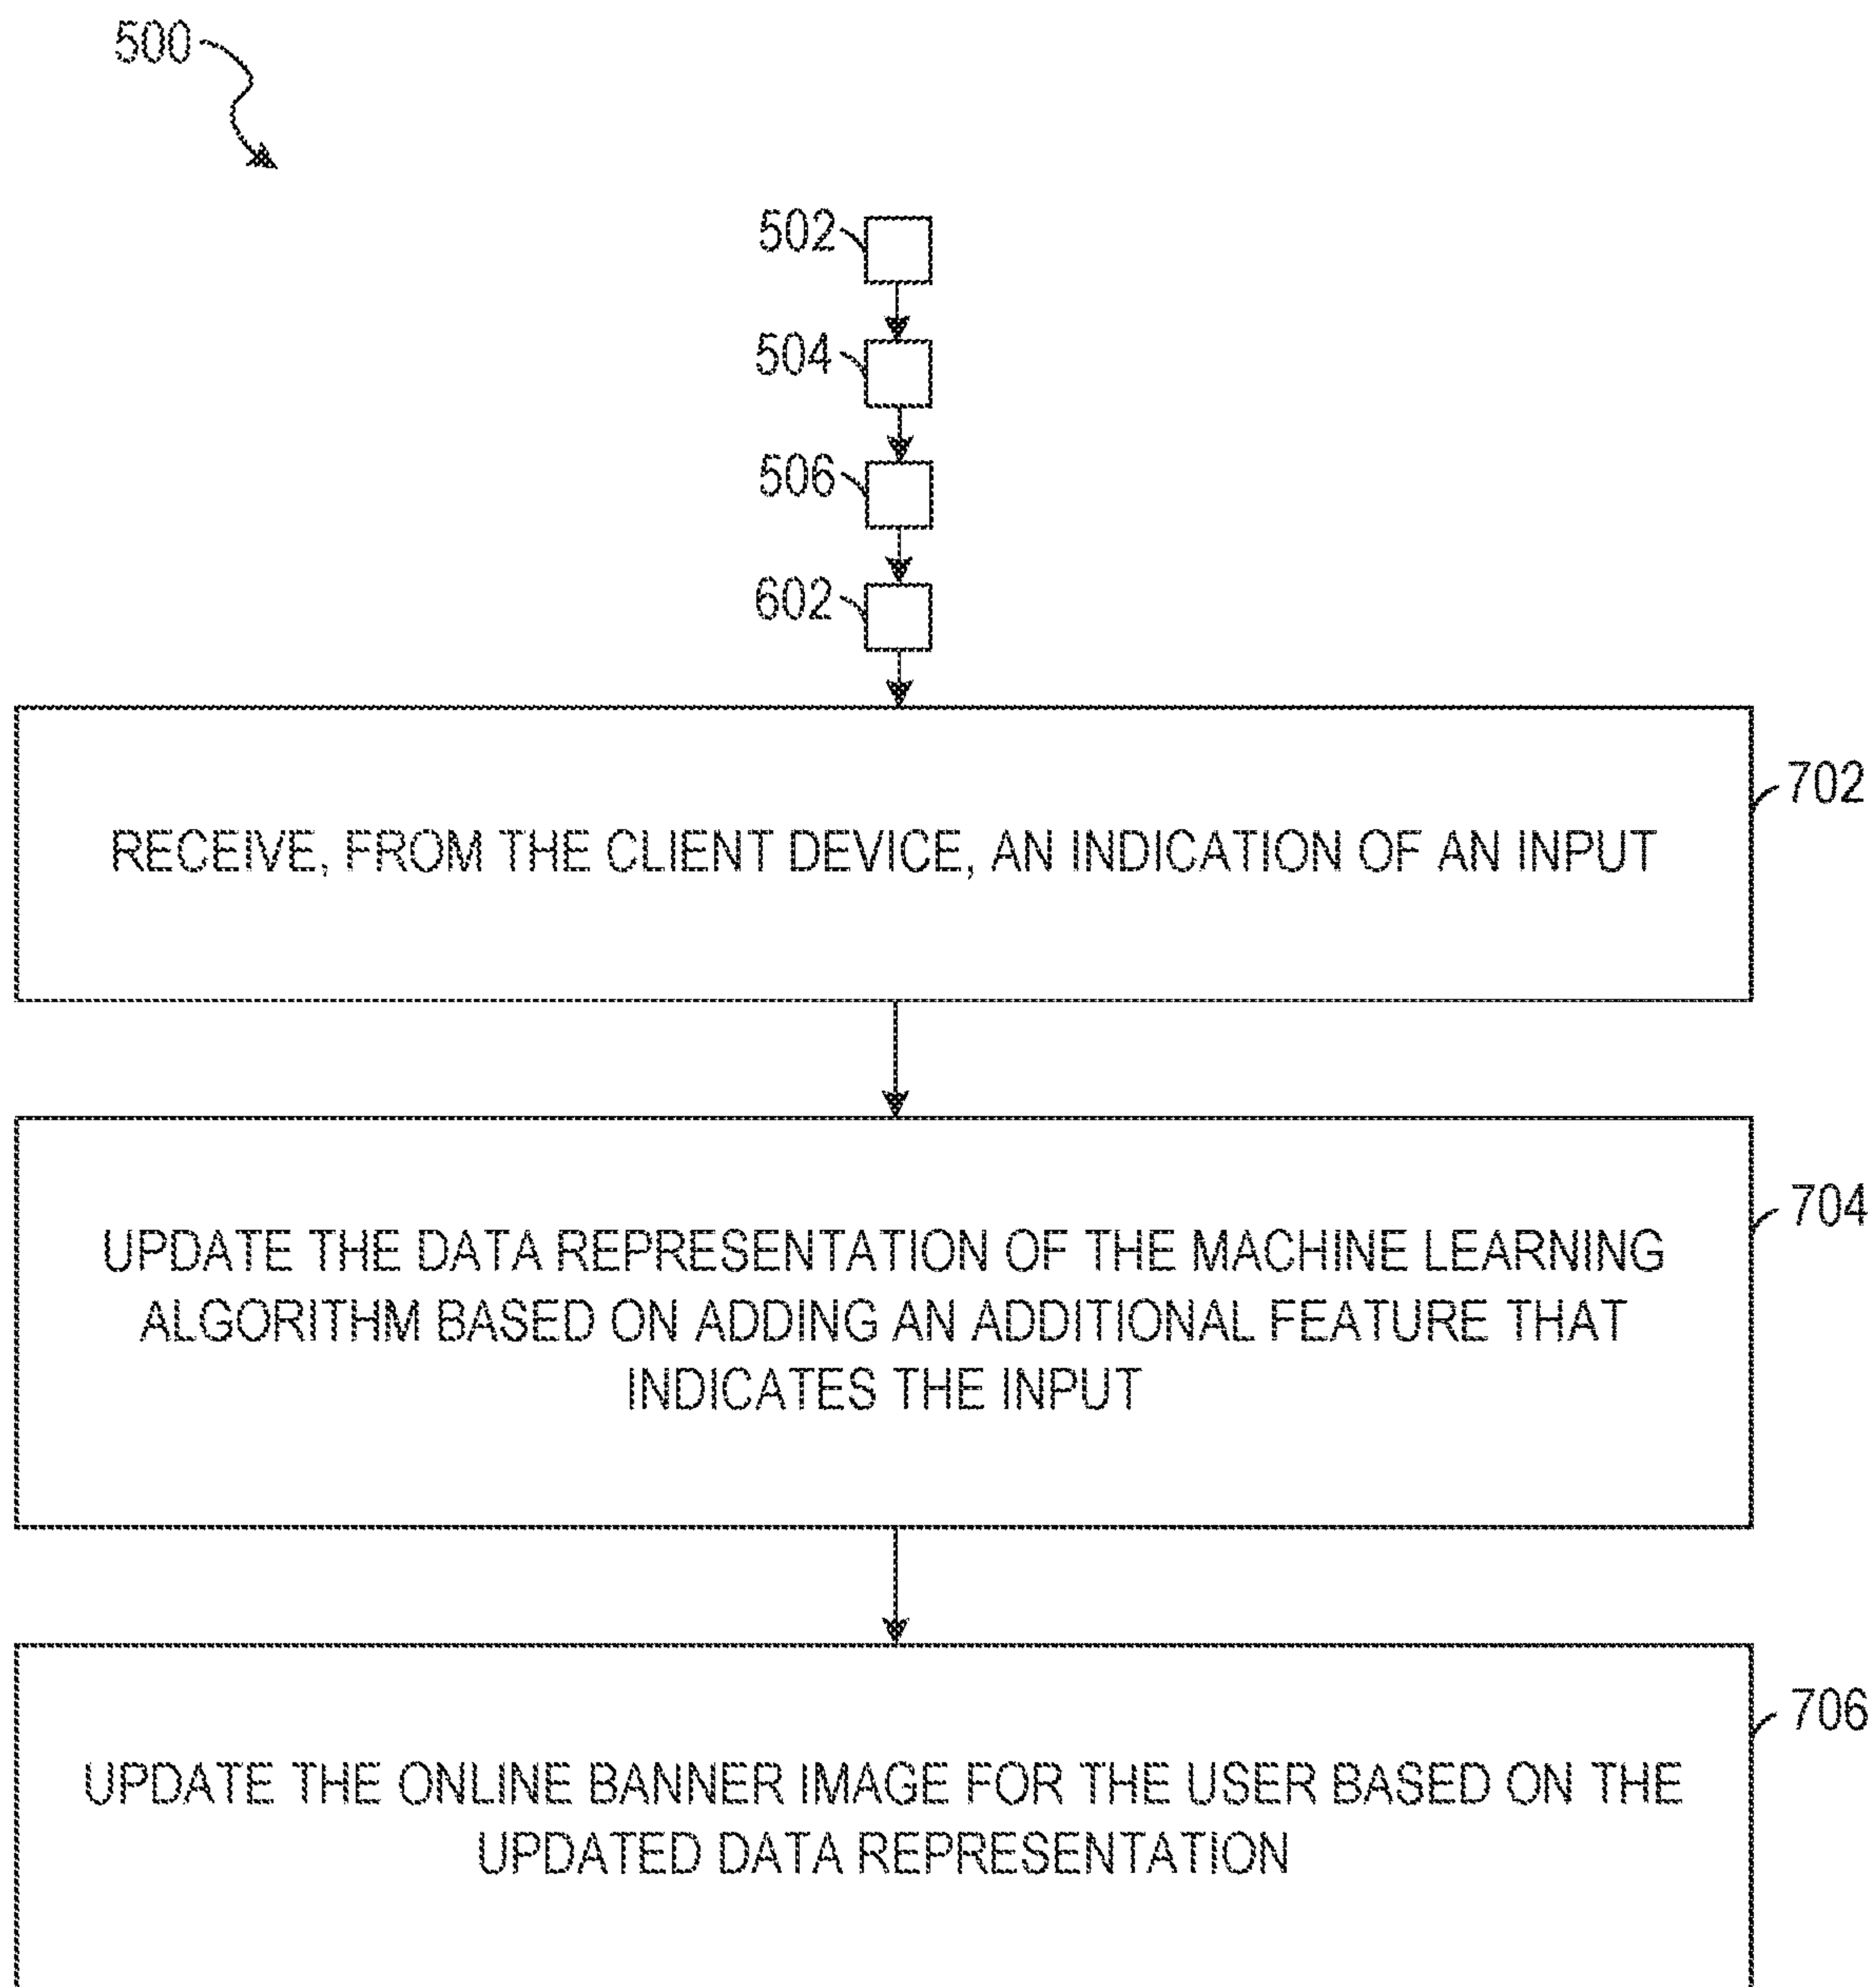 500
502
504
506
602
702
RECEIVE, FROM THE CLIENT DEVICE, AN INDICATION OF AN INPUT
704
UPDATE THE DATA REPRESENTATION OF THE MACHINE LEARNING
ALGORITHM BASED ON ADDING AN ADDITIONAL FEATURE THAT
INDICATES THE INPUT
706
UPDATE THE ONLINE BANNER IMAGE FOR THE USER BASED ON THE
UPDATED DATA REPRESENTATION